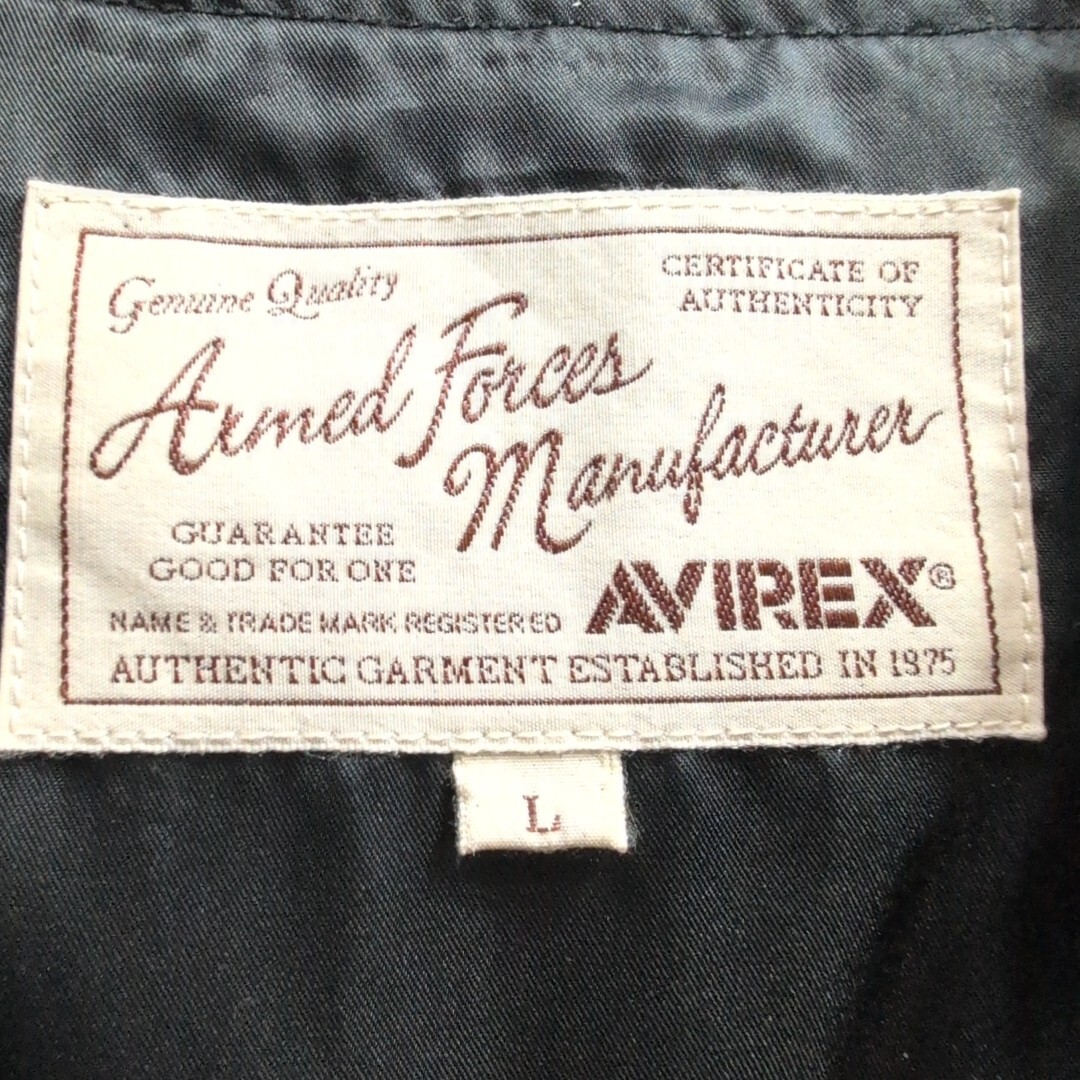 Genuine Quality
CERTIFICATE OF
AUTHENTICITY
Armed Forces
Manufacturer
GUARANTEE
GOOD FOR ONE
AVIREX®
NAME & TRADE MARK REGISTERED
AUTHENTIC GARMENT ESTABLISHED IN 1975
L